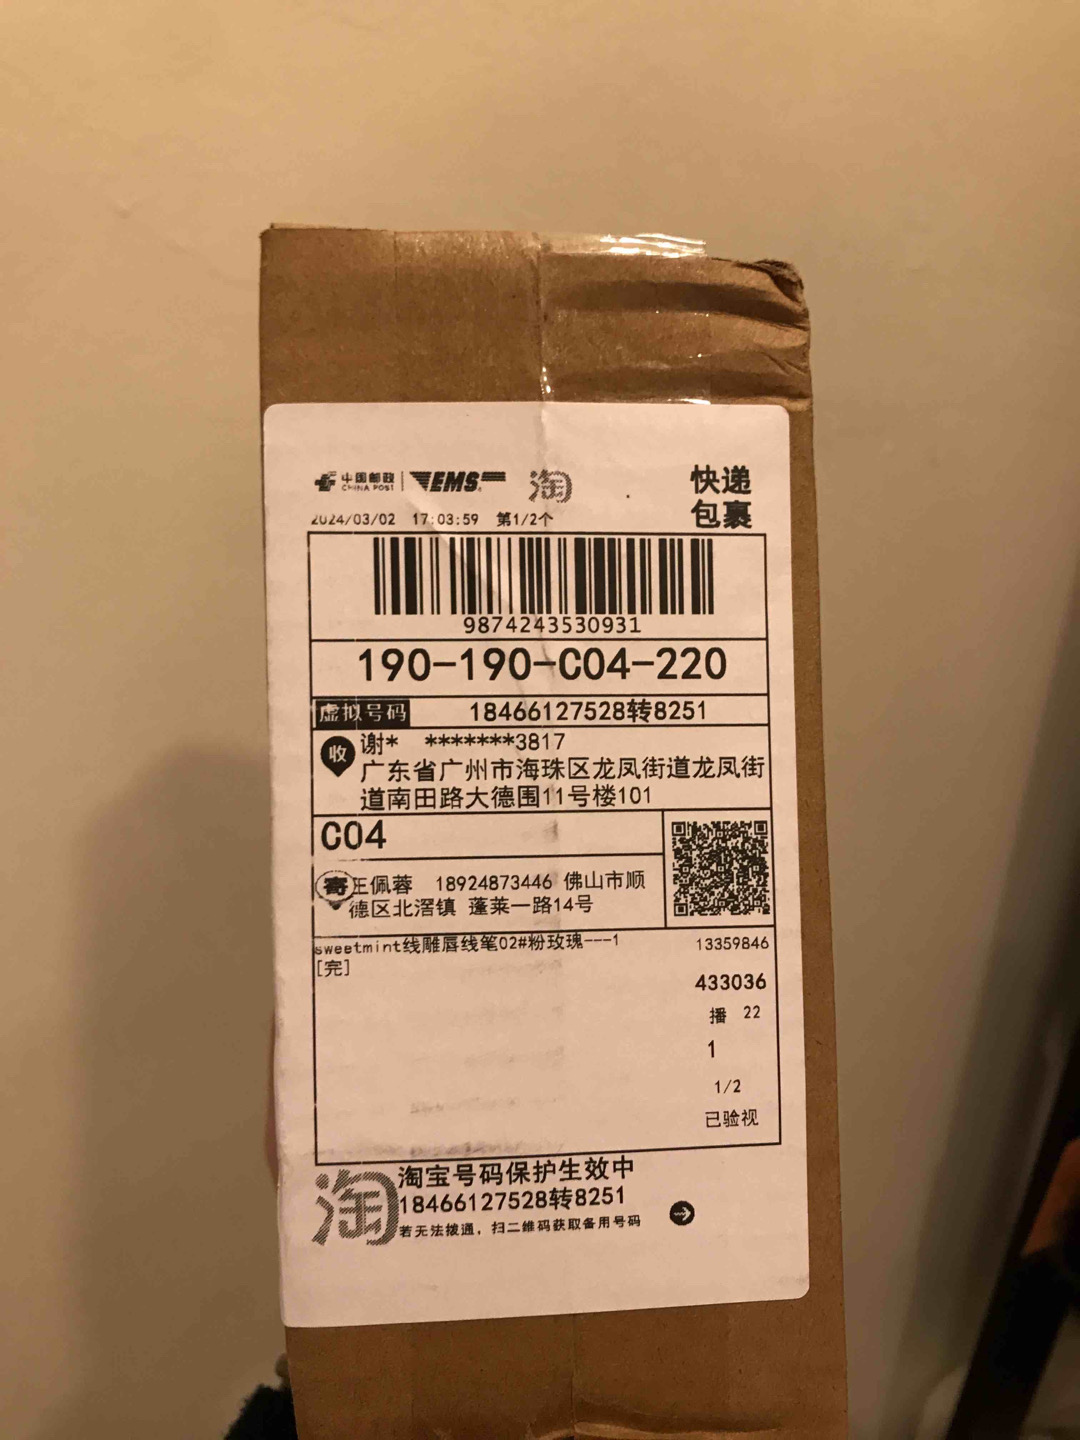 中国邮政 CHINA POST EMS 淘 快递包裹
2024/03/02 17:03:59 第1/2个
9874243530931
190-190-C04-220
虚拟号码 18466127528转8251
收 谢* *******3817
广东省广州市海珠区龙凤街道龙凤街
道南田路大德围11号楼101
C04
寄 王佩蓉 18924873446 佛山市顺
德区北滘镇 蓬莱一路14号
sweetmint线雕唇线笔02#粉玫瑰---1 13359846
[完]
433036
播 22
1
1/2
已验视
淘 淘宝号码保护生效中
18466127528转8251
若无法拨通，扫二维码获取备用号码